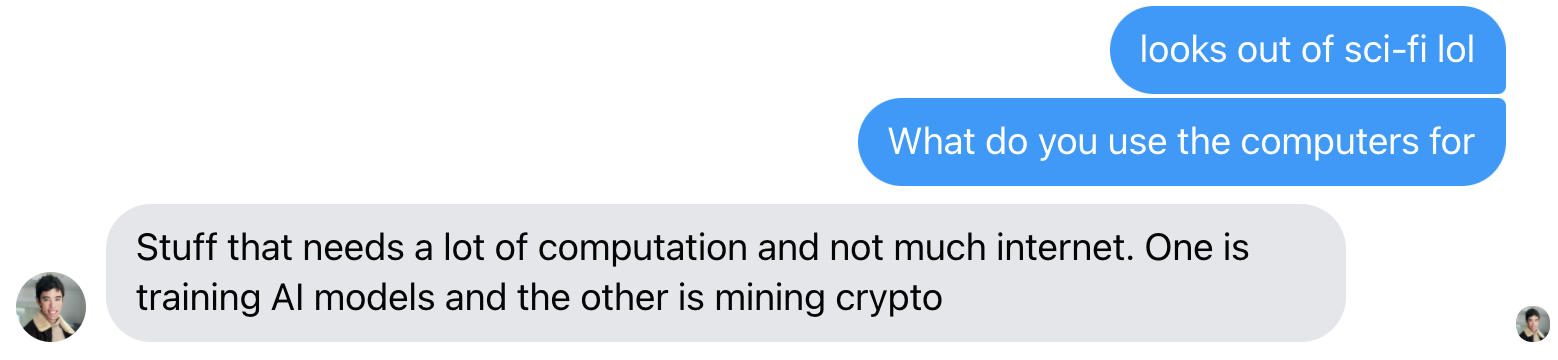 looks out of sci-fi lol
What do you use the computers for
Stuff that needs a lot of computation and not much internet. One is
training AI models and the other is mining crypto